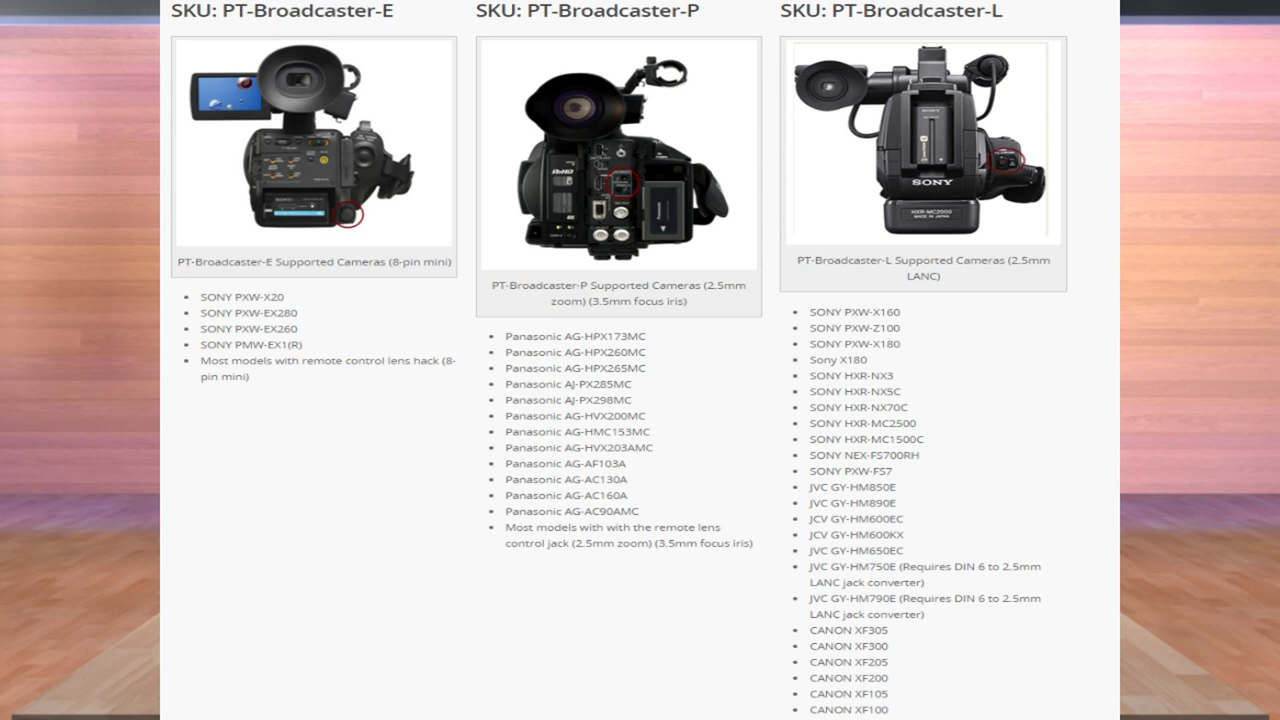 SKU: PT-Broadcaster-E
PT-Broadcaster-E Supported Cameras (8-pin mini)
SONY PXW-X20
SONY PXW-EX280
SONY PXW-EX260
SONY PMW-EX1(R)
Most models with remote control lens hack (8-
pin mini)
SKU: PT-Broadcaster-P
PT-Broadcaster-P Supported Cameras (2.5mm
zoom) (3.5mm focus iris)
Panasonic AG-HPX173MC
Panasonic AG-HPX260MC
Panasonic AG-HPX265MC
Panasonic AJ-PX285MC
Panasonic AJ-PX298MC
Panasonic AG-HVX200MC
Panasonic AG-HMC153MC
Panasonic AG-HVX203AMC
Panasonic AG-AF103A
Panasonic AG-AC130A
Panasonic AG-AC160A
Panasonic AG-AC90AMC
Most models with with the remote lens
control jack (2.5mm zoom) (3.5mm focus iris)
SKU: PT-Broadcaster-L
SONY
HXR-MC2000
MADE IN JAPAN
PT-Broadcaster-L Supported Cameras (2.5mm
LANC)
SONY PXW-X160
SONY PXW-Z100
SONY PXW-X180
Sony X180
SONY HXR-NX3
SONY HXR-NX5C
SONY HXR-NX70C
SONY HXR-MC2500
SONY HXR-MC1500C
SONY NEX-FS700RH
SONY PXW-FS7
JVC GY-HM850E
JVC GY-HM890E
JCV GY-HM600EC
JCV GY-HM600KX
JVC GY-HM650EC
JVC GY-HM750E (Requires DIN 6 to 2.5mm
LANC jack converter)
JVC GY-HM790E (Requires DIN 6 to 2.5mm
LANC jack converter)
CANON XF305
CANON XF300
CANON XF205
CANON XF200
CANON XF105
CANON XF100